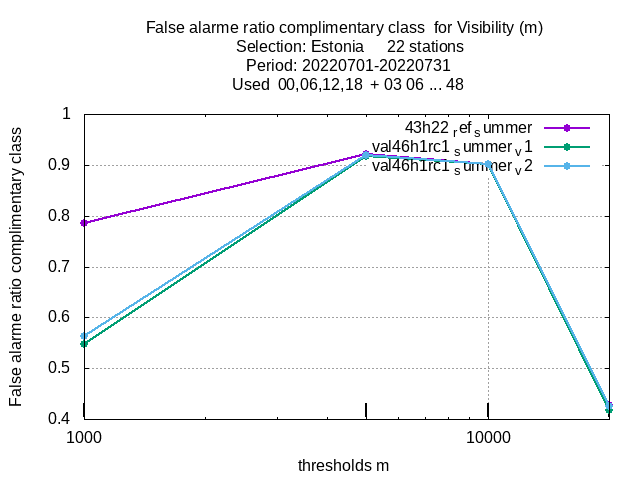 False alarme ratio complimentary class  for Visibility (m)
Selection: Estonia     22 stations
Period: 20220701-20220731
Used  00,06,12,18  + 03 06 ... 48
False alarme ratio complimentary class
1
0.9
0.8
0.7
0.6
0.5
0.4
43h22_ref_summer
val46h1rc1_summer_v1
val46h1rc1_summer_v2
1000
10000
thresholds m